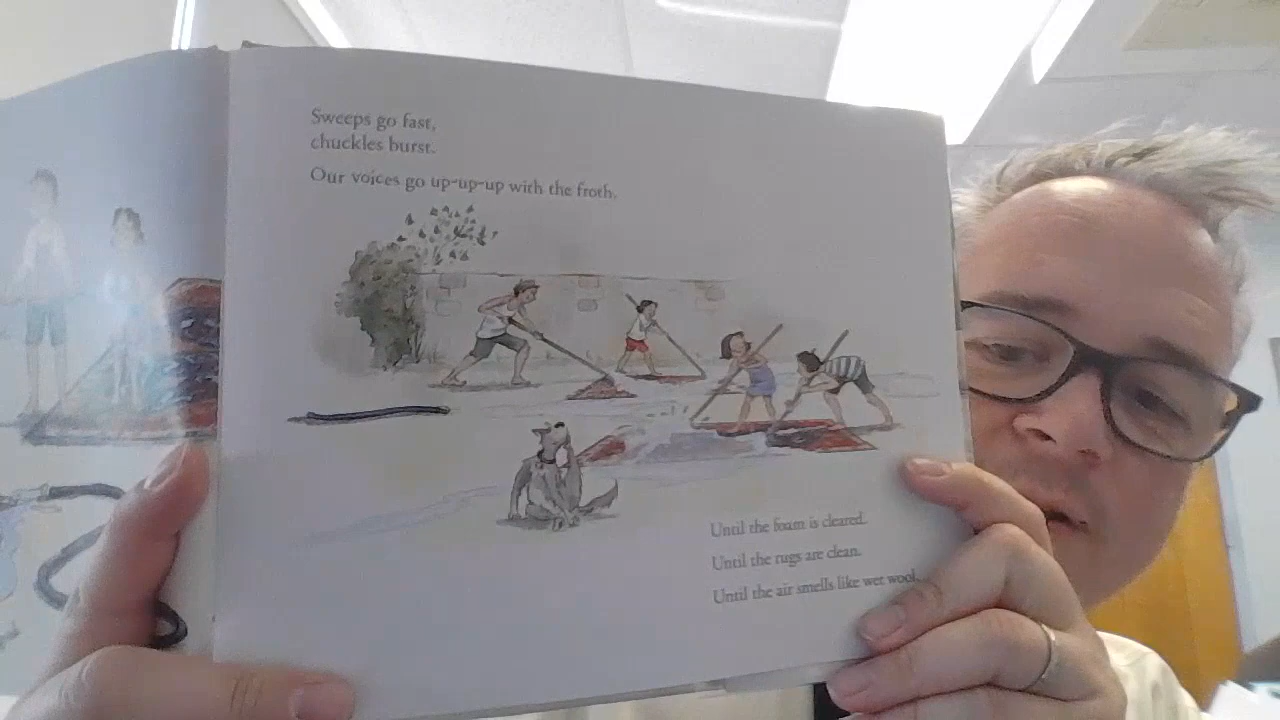 Sweeps go fast,
chuckles burst.
Our voices go up-up-up with the froth.
Until the foam is cleared.
Until the rugs are clean.
Until the air smells like wet wool.